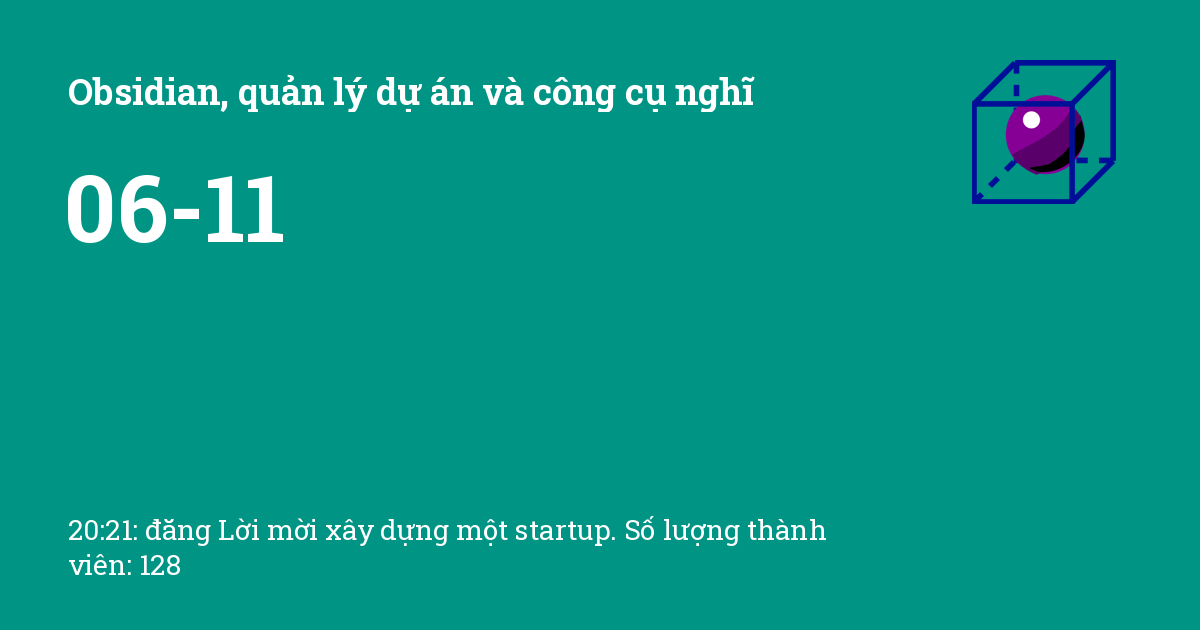 Obsidian, quản lý dự án và công cụ nghĩ
06-11
20:21: đăng Lời mời xây dựng một startup. Số lượng thành
viên: 128